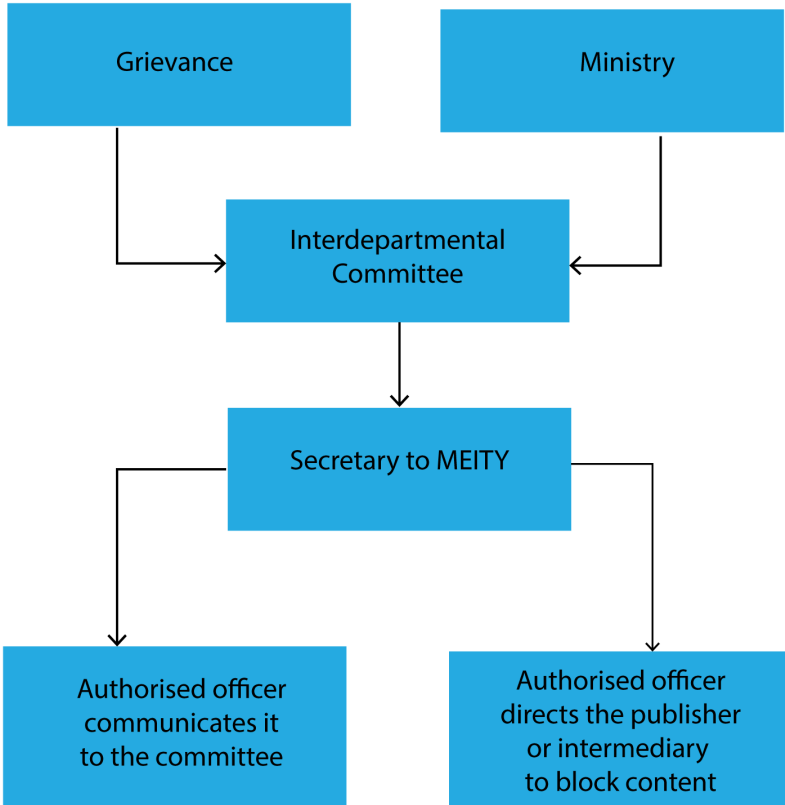 Grievance
Ministry
Interdepartmental
Committee
Secretary to MEITY
Authorised officer
communicates it
to the committee
Authorised officer
directs the publisher
or intermediary
to block content